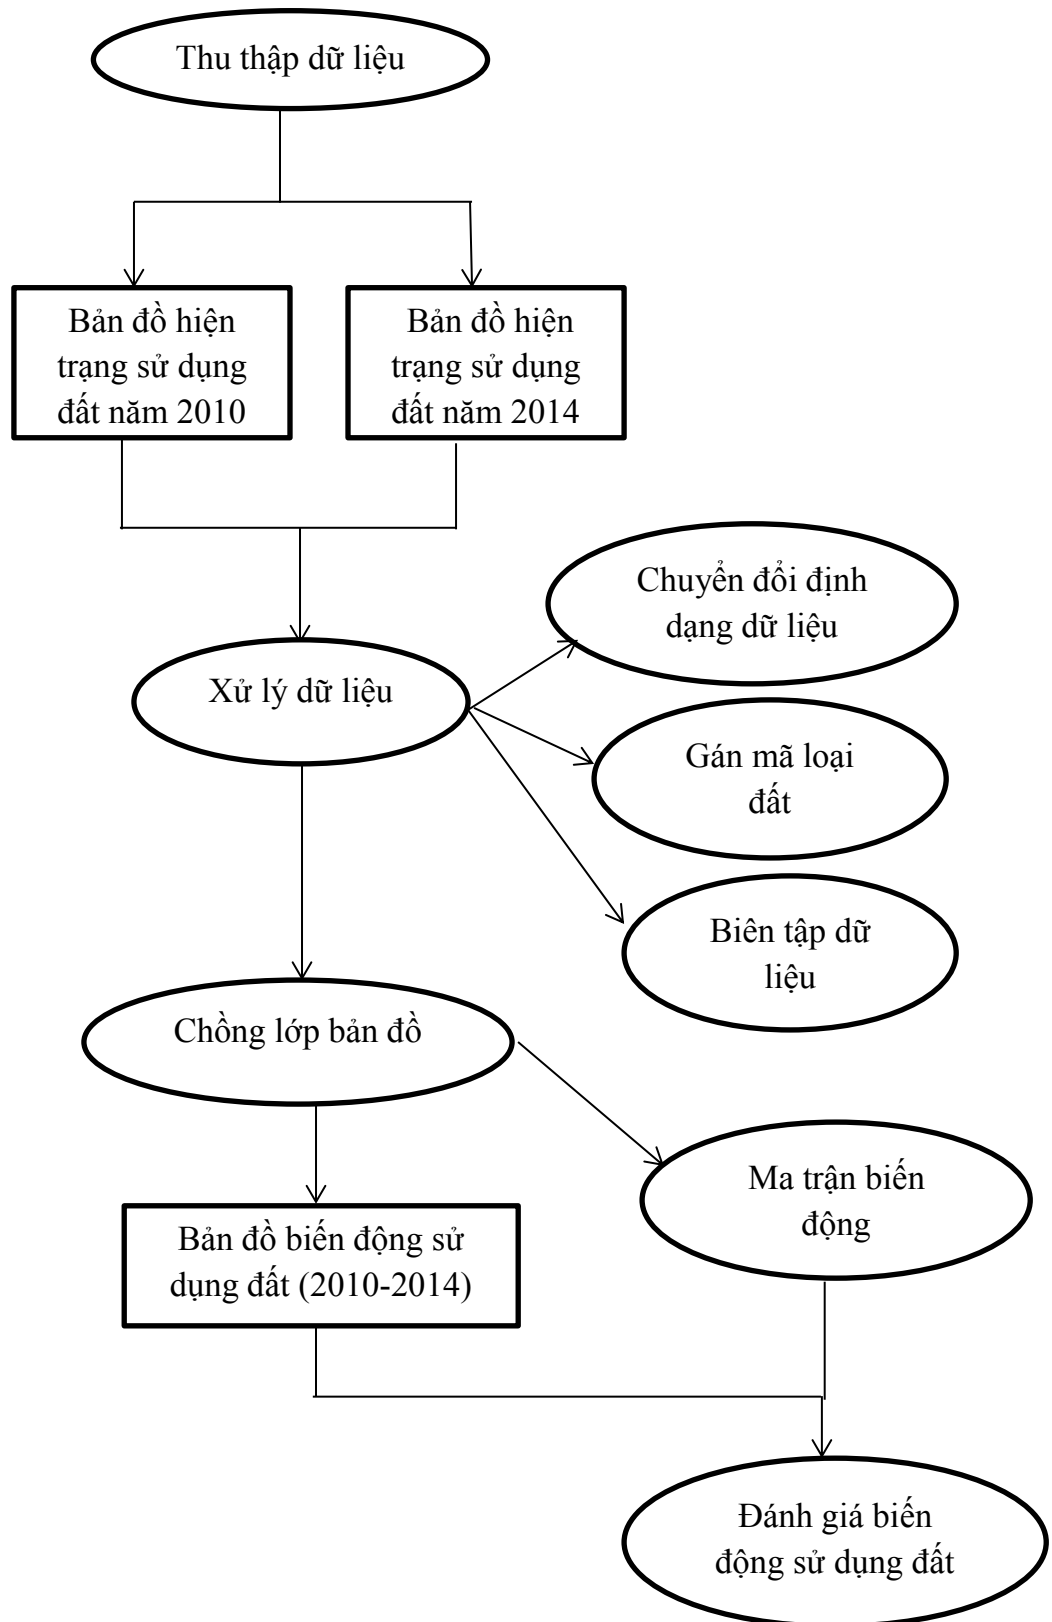 Thu thập dữ liệu
Bản đồ hiện
trạng sử dụng
đất năm 2010
Bản đồ hiện
trạng sử dụng
đất năm 2014
Chuyển đổi định
dạng dữ liệu
Xử lý dữ liệu
Gán mã loại
đất
Biên tập dữ
liệu
Chồng lớp bản đồ
Ma trận biến
động
Bản đồ biến động sử
dụng đất (2010-2014)
Đánh giá biến
động sử dụng đất